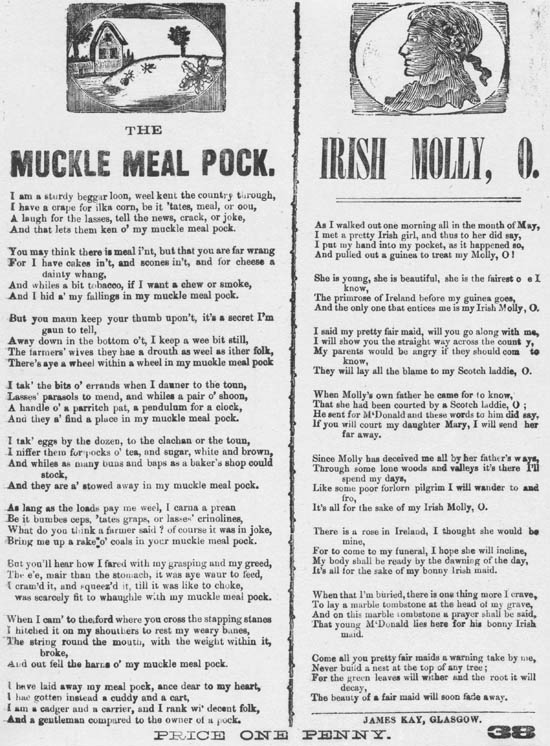 THE
MUCKLE MEAL POCK.
I am a sturdy beggar loon, weel kent the country through,
I have a crape for ilka corn, be it 'tates, meal, or oou,
A laugh for the lasses, tell the news, crack, or joke,
And that lets them ken o' my muckle meal pock.
You may think there is meal i'nt, but that you are far wrang
For I have cakes in't, and scones in't, and for cheese a
dainty whang,
And whiles a bit tobacco, if I want a chew or smoke,
And I hid a' my fallings in my muckle meal pock.
But you maun keep your thumb upon't, it's a secret I'm
gaun to tell,
Away down in the bottom o't, I keep a wee bit still,
The farmers' wives they hae a drouth as weel as ither folk,
There's aye a wheel within a wheel in my muckle meal pock
I tak' the bits o' errands when I dauner to the toun,
Lasses' parasols to mend, and whiles a pair o' shoon,
A handle o' a parritch pat, a pendulum for a clock,
And they a' find a place in my muckle meal pock.
I tak' eggs by the dozen, to the clachan or the toun,
I niffer them for pocks o' tea, and sugar, white and brown,
And whiles as many buns and baps as a baker's shop could
stock,
And they are a' stowed away in my muckle meal pock.
As lang as the loads pay me weel, I carna a prean
Be it bumbee ceps, 'tates graps, or lasses' crinolines,
What do you think a farmer said ? of course it was in joke,
Bring me up a rake o' coals in your muckle meal pock.
But you'll hear how I fared with my grasping and my greed,
The e'e, mair than the stomach, it was aye waur to feed,
I cram'd it, and squeez'd it, till it was like to choke,
was scarcely fit to whaughle with my muckle meal pock.
When I cam' to the ford where you cross the stapping stanes
I hitched it on my shouthers to rest my weary banes,
The string round the mouth, with the weight within it,
broke,
And out fell the harns o' my muckle meal pock.
I have laid away my meal pock, ance dear to my heart,
I hae gotten instead a cuddy and a cart,
I am a cadger and a carrier, and I rank wi' decent folk,
And a gentleman compared to the owner of a pock.
IRISH MOLLY, O.
As I walked out one morning all in the month of May,
I met a pretty Irish girl, and thus to her did say,
I put my hand into my pocket, as it happened so,
And pulled out a guinea to treat my Molly, O !
She is young, she is beautiful, she is the fairest o e I
know,
The primrose of Ireland before my guinea goes,
And the only one that entices me is my Irish Molly, O.
I said my pretty fair maid, will you go along with me,
I will show you the straight way across the count y,
My parents would be angry if they should com to
know,
They will lay all the blame to my Scotch laddie, O.
When Molly's own father he came for to know,
That she had been courted by a Scotch laddie, O ;
He sent for M'Donald and these words to him did say,
If you will court my daughter Mary, I will send her
far away.
Since Molly has deceived me all by her father's ways,
Through some lone woods and valleys it's there I'll
spend my days,
Like some poor forlorn pilgrim I will wander to and
fro,
It's all for the sake of my Irish Molly, O.
There is a rose in Ireland, I thought she would be
mine,
For to come to my funeral, I hope she will incline,
My body shall be ready by the dawning of the day,
It's all for the sake of my bonny Irish maid.
When that I'm buried, there is one thing more I crave,
To lay a marble tombstone at the head of my grave,
And on this marble tombstone a prayer shall be said,
That young M'Donald lies here for his bonny Irish
maid.
Come all you pretty fair maids a warning take by me,
Never build a nest at the top of any tree ;
For the green leaves will wither and the root it will
decay,
The beauty of a fair maid will soon fade away.
JAMES KAY, GLASGOW.
PRICE ONE PENNY. 38